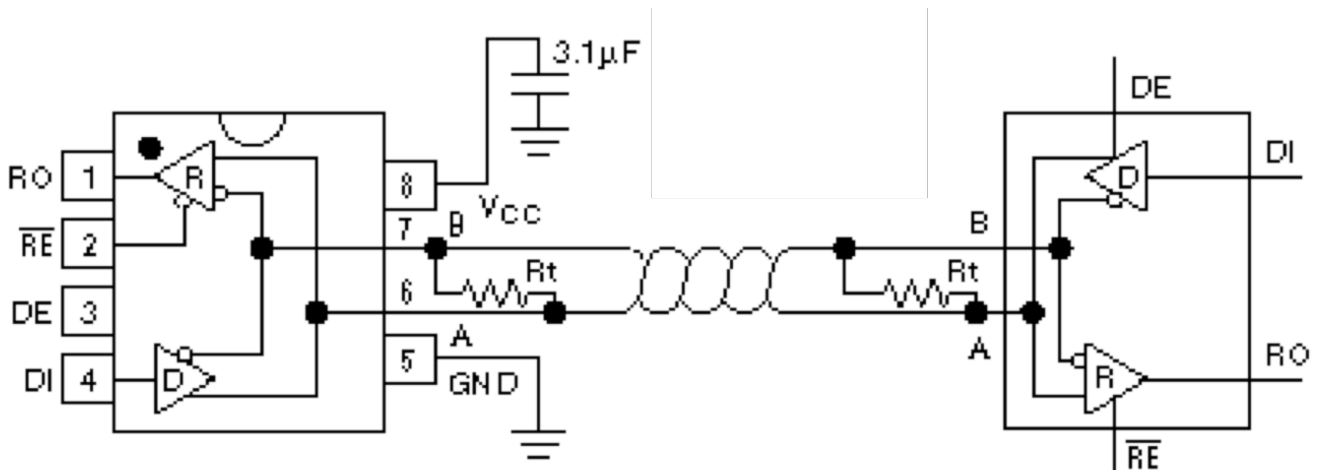 3.1µF
DE
RO 1
R
8
D
DI
VCC
RE 2
7
B
B
Rt
Rt
DE 3
6
A
A
5
GND
DI 4
D
R
RO
RE